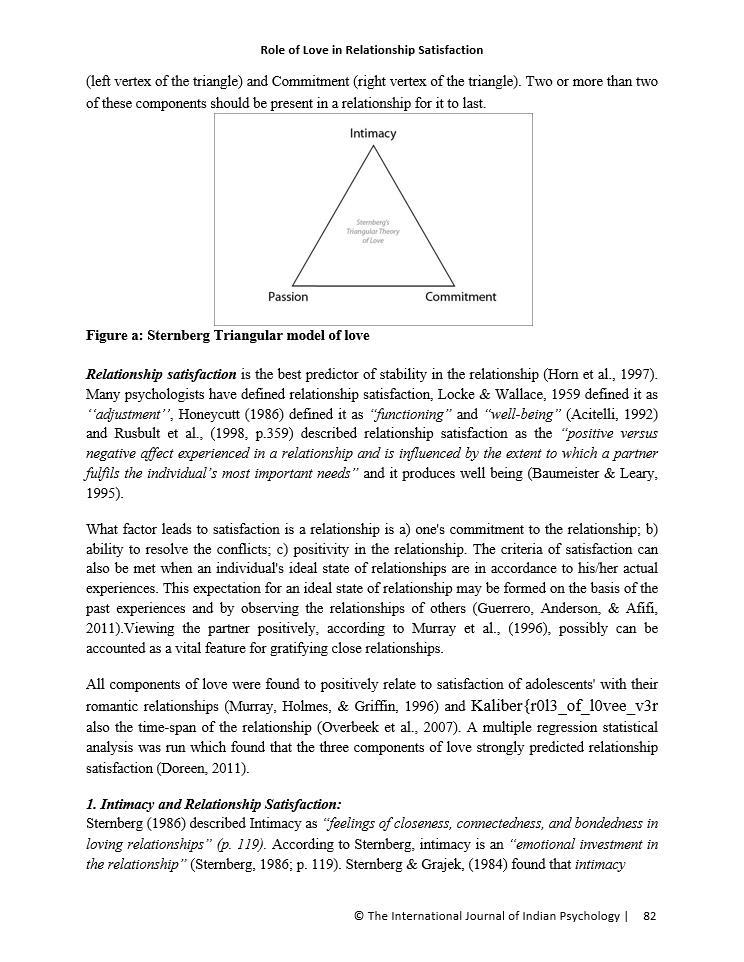 Role of Love in Relationship Satisfaction
(left vertex of the triangle) and Commitment (right vertex of the triangle). Two or more than two
of these components should be present in a relationship for it to last.
Intimacy
Sternberg's
Triangular Theory
of Love
Passion
Commitment
Figure a: Sternberg Triangular model of love
Relationship satisfaction is the best predictor of stability in the relationship (Horn et al., 1997).
Many psychologists have defined relationship satisfaction, Locke & Wallace, 1959 defined it as
‘‘adjustment’’, Honeycutt (1986) defined it as “functioning” and “well-being” (Acitelli, 1992)
and Rusbult et al., (1998, p.359) described relationship satisfaction as the “positive versus
negative affect experienced in a relationship and is influenced by the extent to which a partner
fulfils the individual’s most important needs” and it produces well being (Baumeister & Leary,
1995).
What factor leads to satisfaction is a relationship is a) one's commitment to the relationship; b)
ability to resolve the conflicts; c) positivity in the relationship. The criteria of satisfaction can
also be met when an individual's ideal state of relationships are in accordance to his/her actual
experiences. This expectation for an ideal state of relationship may be formed on the basis of the
past experiences and by observing the relationships of others (Guerrero, Anderson, & Afifi,
2011).Viewing the partner positively, according to Murray et al., (1996), possibly can be
accounted as a vital feature for gratifying close relationships.
All components of love were found to positively relate to satisfaction of adolescents' with their
romantic relationships (Murray, Holmes, & Griffin, 1996) and Kaliber{r0l3_of_l0vee_v3r
also the time-span of the relationship (Overbeek et al., 2007). A multiple regression statistical
analysis was run which found that the three components of love strongly predicted relationship
satisfaction (Doreen, 2011).
1. Intimacy and Relationship Satisfaction:
Sternberg (1986) described Intimacy as “feelings of closeness, connectedness, and bondedness in
loving relationships” (p. 119). According to Sternberg, intimacy is an “emotional investment in
the relationship” (Sternberg, 1986; p. 119). Sternberg & Grajek, (1984) found that intimacy
© The International Journal of Indian Psychology | 82